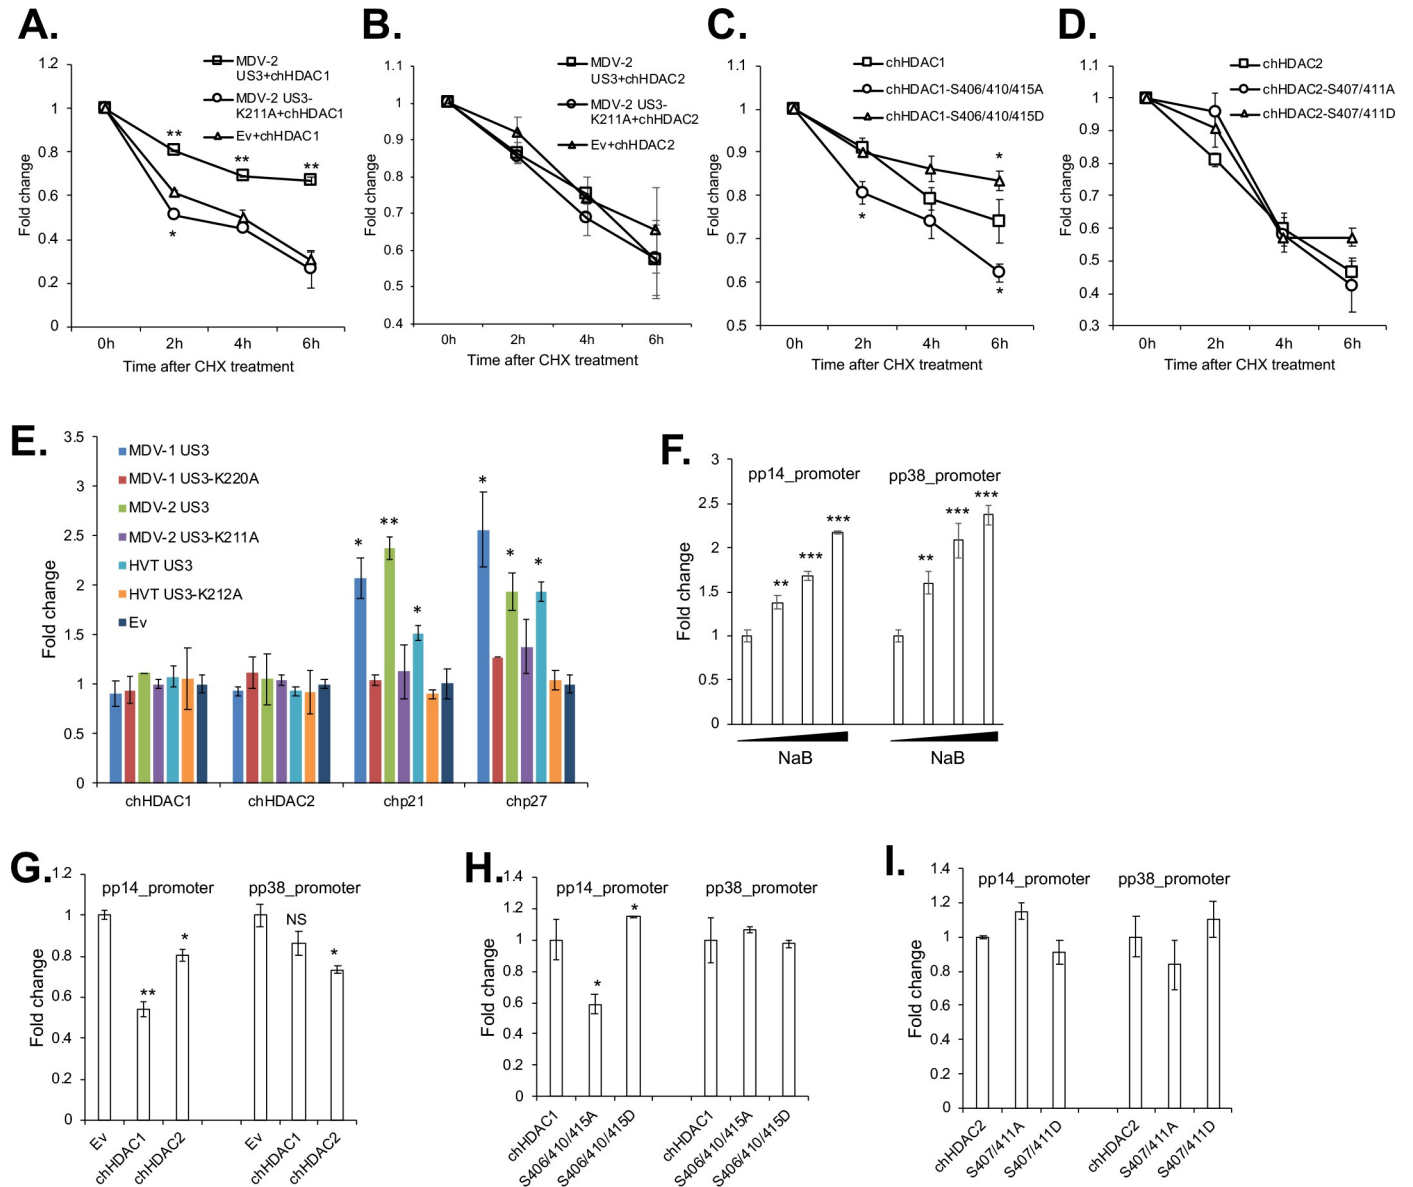 A.
1.2
1
0.8
0.6
0.4
0.2
0
Fold change
MDV-2
US3+chHDAC1
MDV-2 US3-
K211A+chHDAC1
Ev+chHDAC1
**
**
**
*
0h
2h
4h
6h
Time after CHX treatment
B.
1.1
1
0.9
0.8
0.7
0.6
0.5
0.4
Fold change
MDV-2
US3+chHDAC2
MDV-2 US3-
K211A+chHDAC2
Ev+chHDAC2
0h
2h
4h
6h
Time after CHX treatment
C.
1.1
1
0.9
0.8
0.7
0.6
0.5
Fold change
chHDAC1
chHDAC1-S406/410/415A
chHDAC1-S406/410/415D
*
*
*
0h
2h
4h
6h
Time after CHX treatment
D.
1.1
1
0.9
0.8
0.7
0.6
0.5
0.4
0.3
Fold change
chHDAC2
chHDAC2-S407/411A
chHDAC2-S407/411D
0h
2h
4h
6h
Time after CHX treatment
E.
3.5
3
2.5
2
1.5
1
0.5
0
Fold change
MDV-1 US3
MDV-1 US3-K220A
MDV-2 US3
MDV-2 US3-K211A
HVT US3
HVT US3-K212A
Ev
*
**
*
*
*
*
chHDAC1
chHDAC2
chp21
chp27
F.
3
2.5
2
1.5
1
0.5
0
Fold change
pp14_promoter
pp38_promoter
**
***
***
**
***
***
NaB
NaB
G.
1.2
1
0.8
0.6
0.4
0.2
0
Fold change
pp14_promoter
pp38_promoter
**
*
NS
*
Ev
chHDAC1
chHDAC2
Ev
chHDAC1
chHDAC2
H.
1.4
1.2
1
0.8
0.6
0.4
0.2
0
Fold change
pp14_promoter
pp38_promoter
*
*
chHDAC1
S406/410/415A
S406/410/415D
chHDAC1
S406/410/415A
S406/410/415D
I.
1.4
1.2
1
0.8
0.6
0.4
0.2
0
Fold change
pp14_promoter
pp38_promoter
chHDAC2
S407/411A
S407/411D
chHDAC2
S407/411A
S407/411D